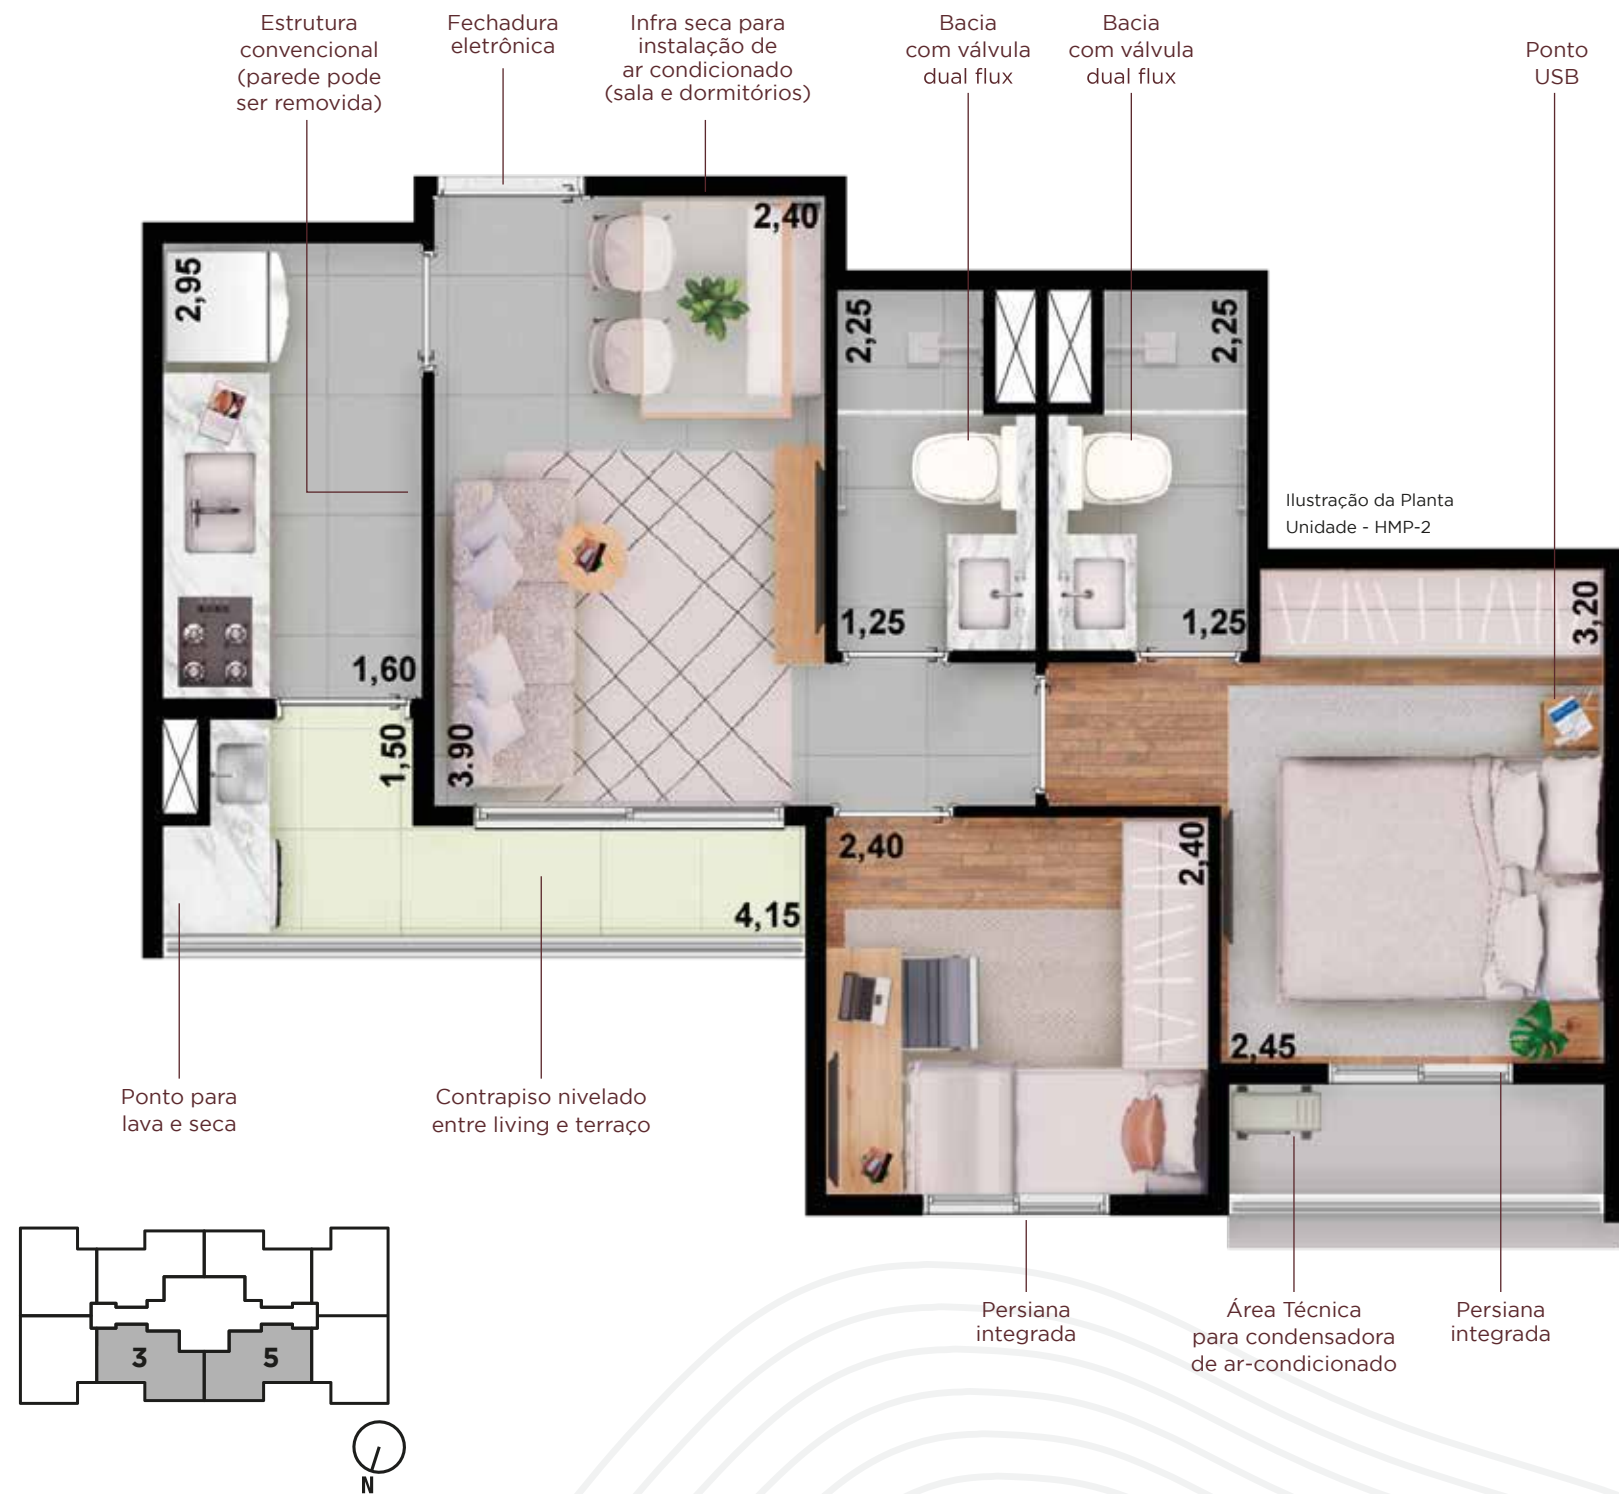 Estrutura
convencional
(parede pode
ser removida)
Fechadura
eletrônica
Infra seca para
instalação de
ar condicionado
(sala e dormitórios)
Bacia
com válvula
dual flux
Bacia
com válvula
dual flux
Ponto
USB
2,40
2,95
2,25
2,25
Ilustração da Planta
Unidade - HMP-2
3,20
1,25
1,25
1,60
1,50
3.90
2,40
2,40
4,15
2,45
Ponto para
lava e seca
Contrapiso nivelado
entre living e terraço
Persiana
integrada
Área Técnica
para condensadora
de ar-condicionado
Persiana
integrada
3
5
N